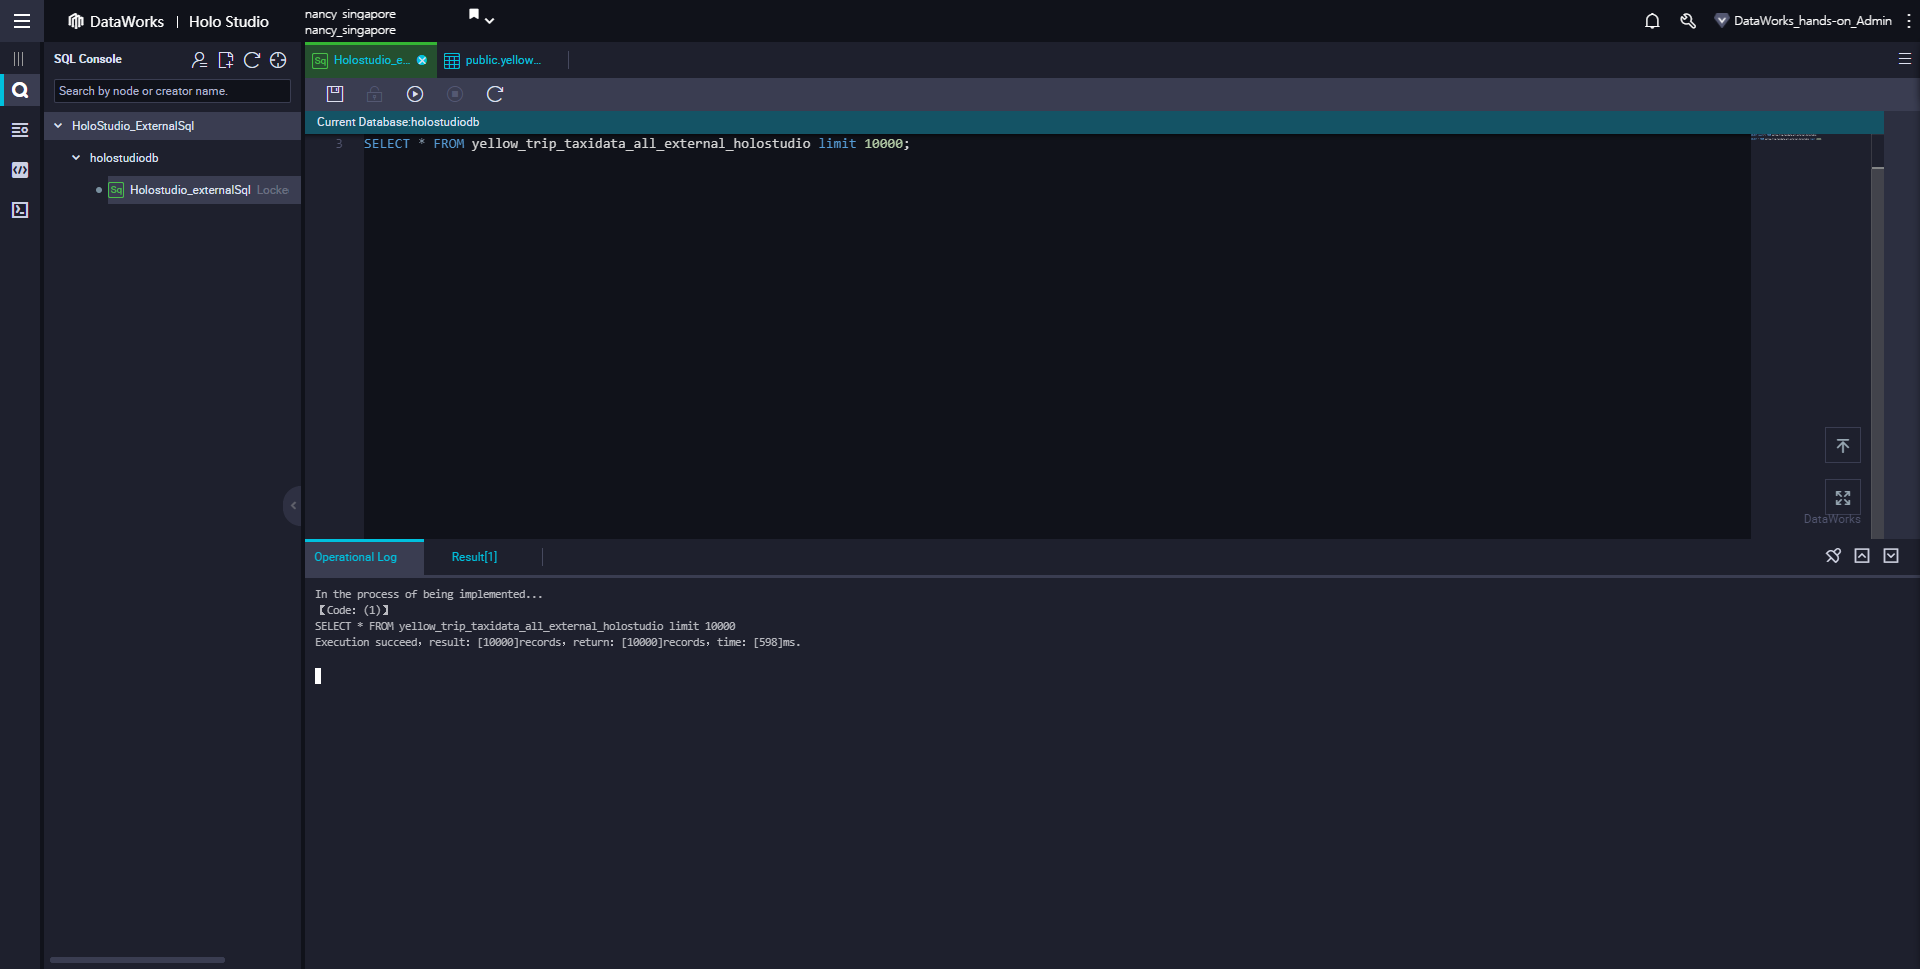 DataWorks | Holo Studio
nancy singapore
nancy_singapore
DataWorks_hands-on_Admin
SQL Console
Search by node or creator name.
HoloStudio_ExternalSql
holostudiodb
Sq Holostudio_externalSql Locke
Sq Holostudio_e...
public.yellow...
Current Database:holostudiodb
3 SELECT * FROM yellow_trip_taxidata_all_external_holostudio limit 10000;
DataWorks
Operational Log
Result[1]
In the process of being implemented...
【Code: (1)】
SELECT * FROM yellow_trip_taxidata_all_external_holostudio limit 10000
Execution succeed，result: [10000]records，return: [10000]records，time: [598]ms.